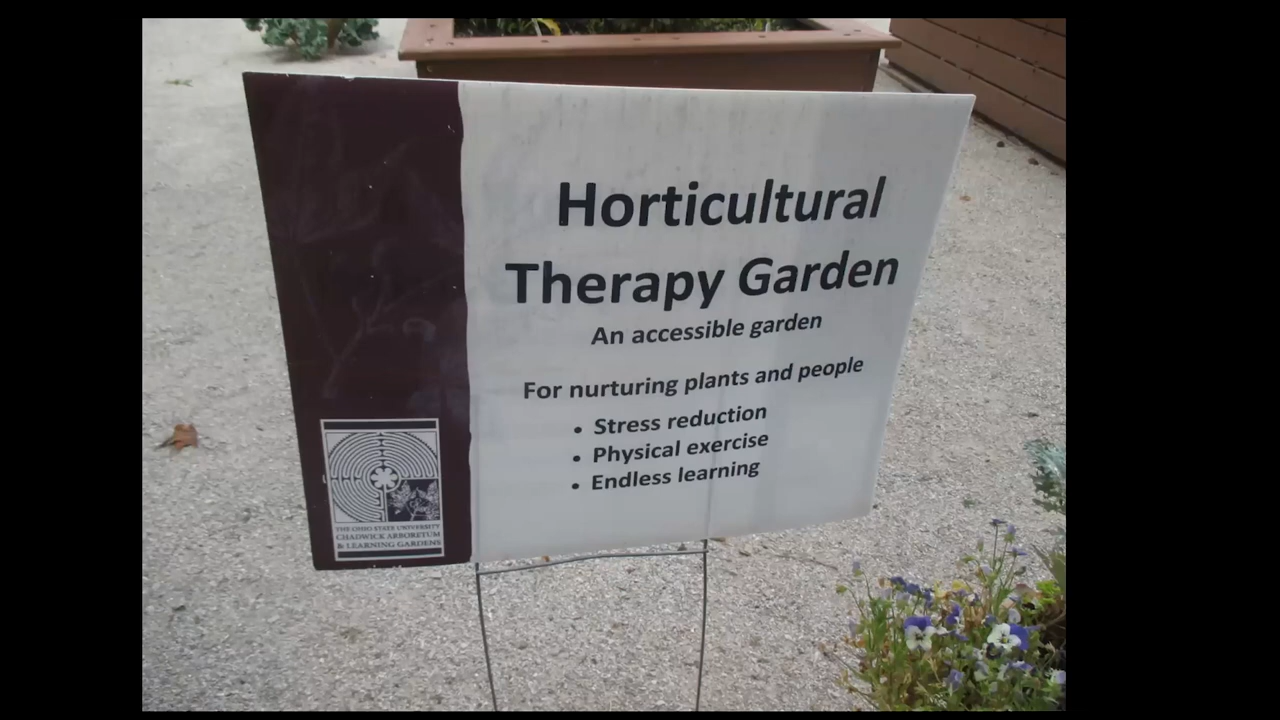 Horticultural
Therapy Garden
An accessible garden
For nurturing plants and people
• Stress reduction
• Physical exercise
• Endless learning
THE OHIO STATE UNIVERSITY
CHADWICK ARBORETUM
& LEARNING GARDENS